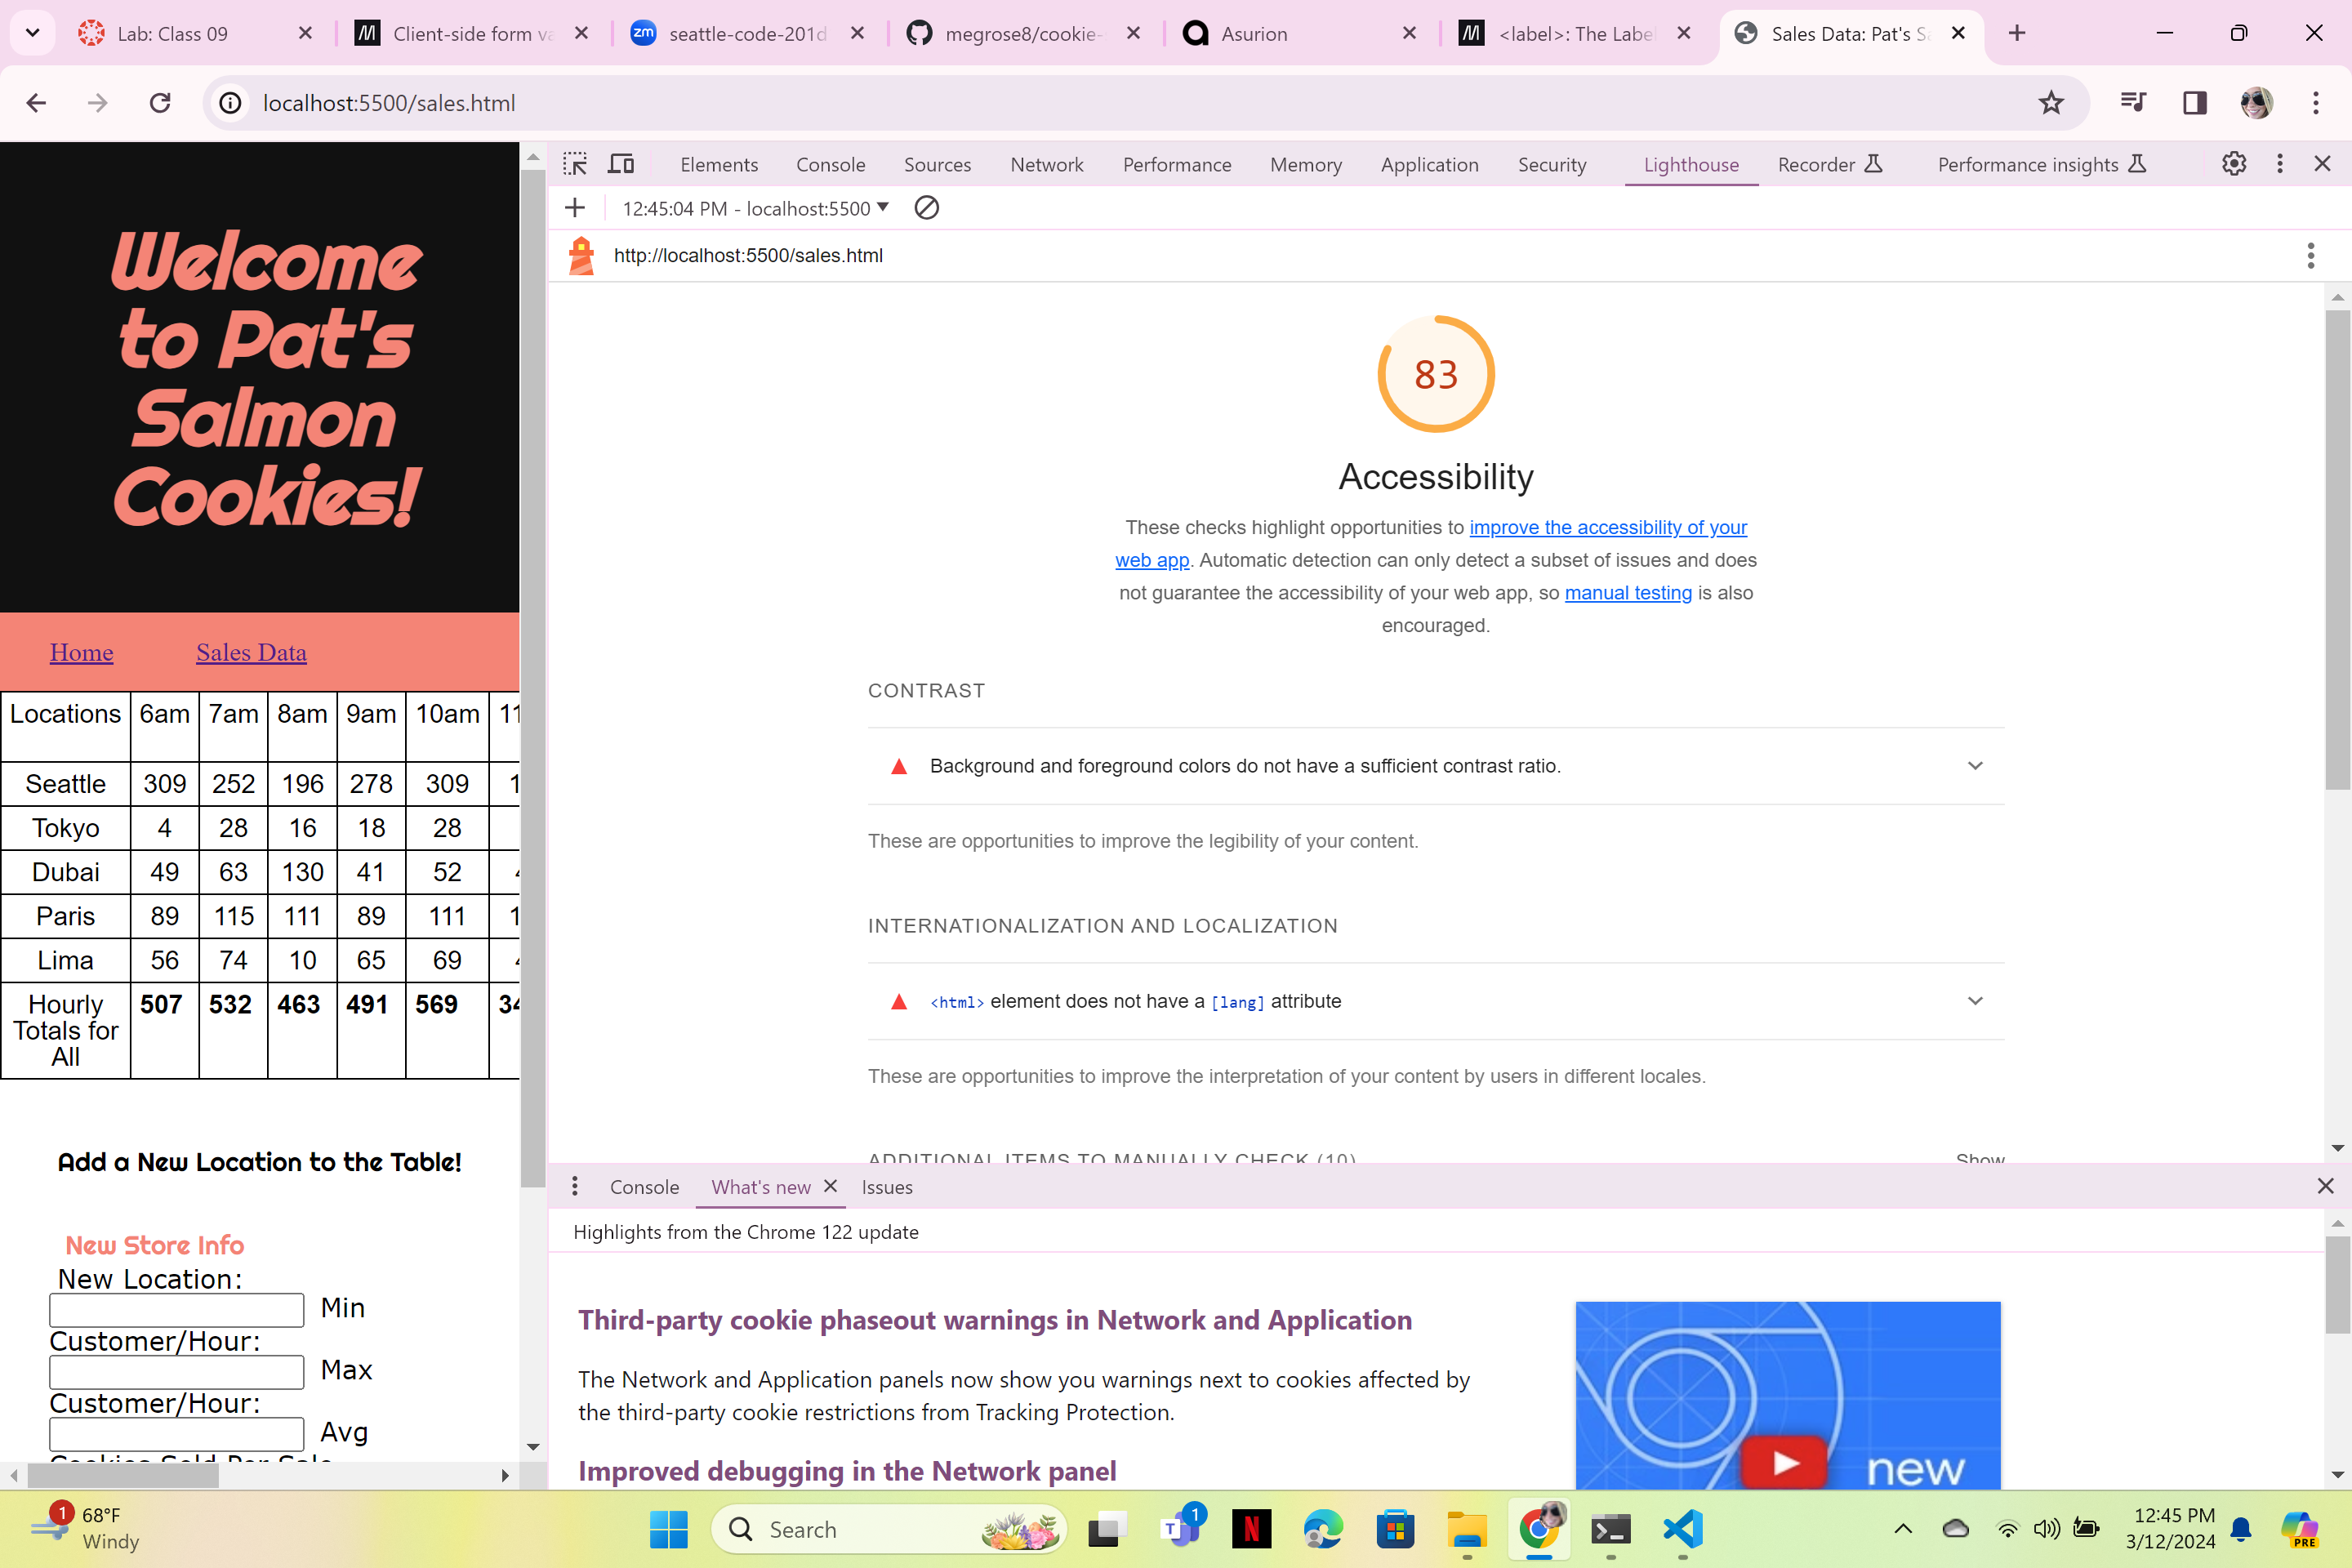 Lab: Class 09
Client-side form va
seattle-code-201d
megrose8/cookie-
Asurion
<label>: The Label
Sales Data: Pat's Sa
localhost:5500/sales.html
Welcome
to Pat's
Salmon
Cookies!
Home Sales Data
Locations 6am 7am 8am 9am 10am 11
Seattle 309 252 196 278 309 1
Tokyo 4 28 16 18 28
Dubai 49 63 130 41 52
Paris 89 115 111 89 111 1
Lima 56 74 10 65 69
Hourly Totals for All 507 532 463 491 569 34
Add a New Location to the Table!
New Store Info
New Location:
Min
Customer/Hour:
Max
Customer/Hour:
Avg
Cookies Sold Per Sale
Elements Console Sources Network Performance Memory Application Security Lighthouse Recorder Performance insights
12:45:04 PM - localhost:5500
http://localhost:5500/sales.html
83
Accessibility
These checks highlight opportunities to improve the accessibility of your
web app. Automatic detection can only detect a subset of issues and does
not guarantee the accessibility of your web app, so manual testing is also
encouraged.
CONTRAST
Background and foreground colors do not have a sufficient contrast ratio.
These are opportunities to improve the legibility of your content.
INTERNATIONALIZATION AND LOCALIZATION
<html> element does not have a [lang] attribute
These are opportunities to improve the interpretation of your content by users in different locales.
ADDITIONAL ITEMS TO MANUALLY CHECK (10) Show
Console What's new Issues
Highlights from the Chrome 122 update
Third-party cookie phaseout warnings in Network and Application
The Network and Application panels now show you warnings next to cookies affected by
the third-party cookie restrictions from Tracking Protection.
Improved debugging in the Network panel
new
1
68°F
Windy
Search
1
12:45 PM
3/12/2024
PRE